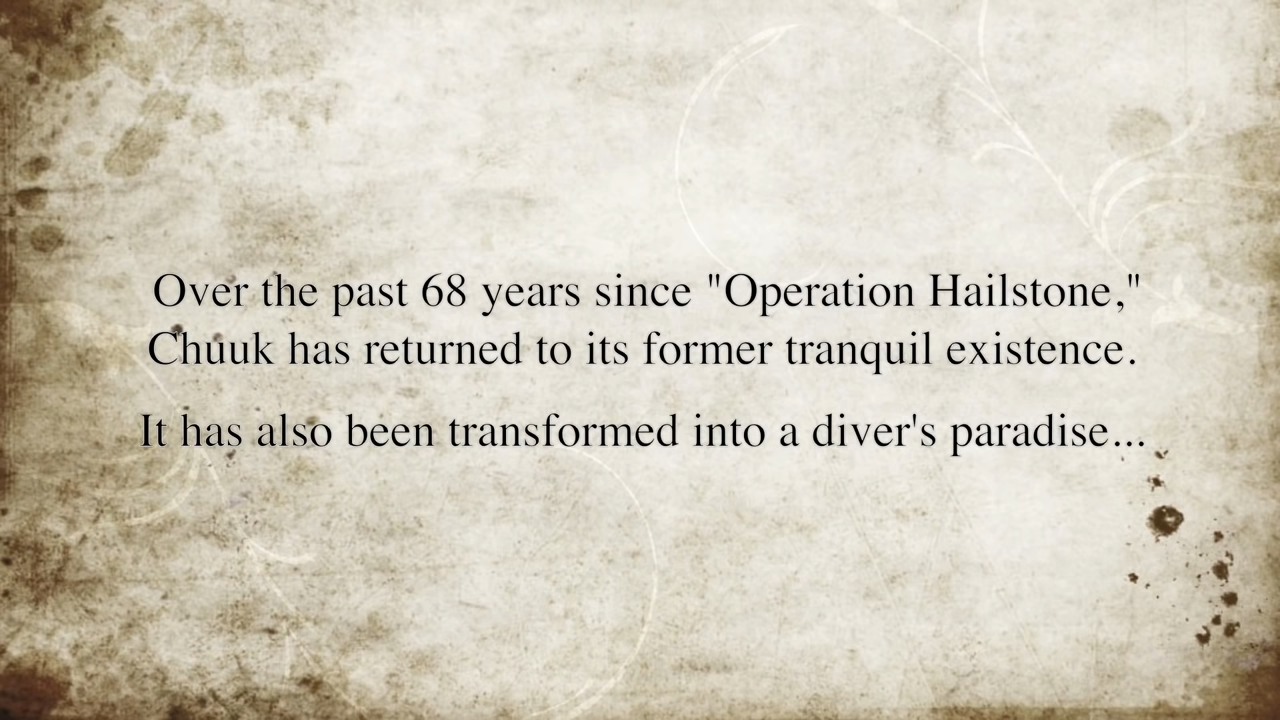 Over the past 68 years since "Operation Hailstone,"
Chuuk has returned to its former tranquil existence.
It has also been transformed into a diver's paradise...